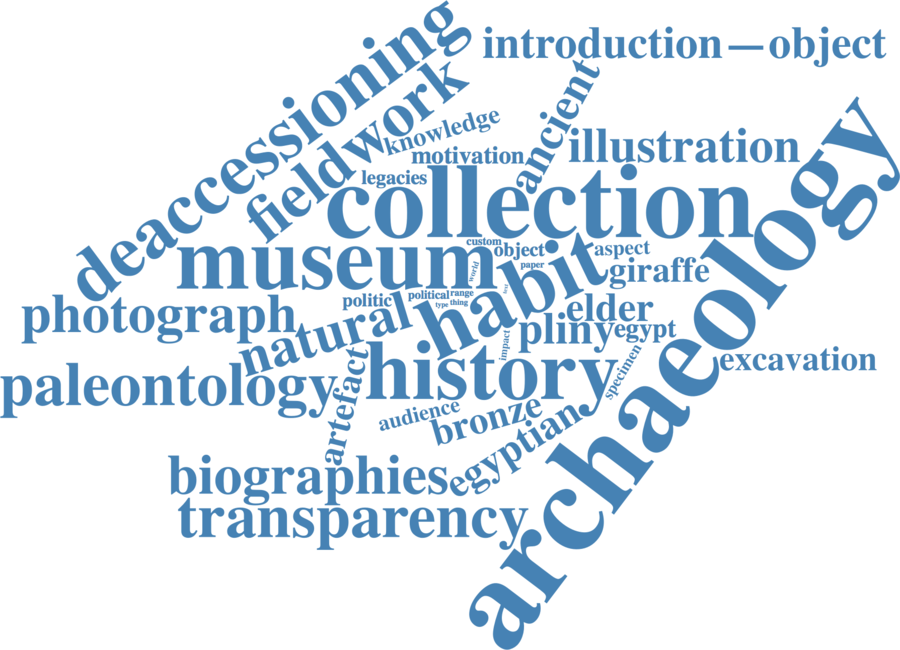 deaccessioning
introduction—object
fieldwork
knowledge
ancient
motivation
illustration
legacies
collection
archaeology
museum
custom
object
aspect
paper
world
habit
giraffe
politic
political
range
type
thing
text
photograph
natural
elder
pliny
egypt
impact
history
specimen
excavation
paleontology
artefact
audience
bronze
egyptian
biographies
transparency